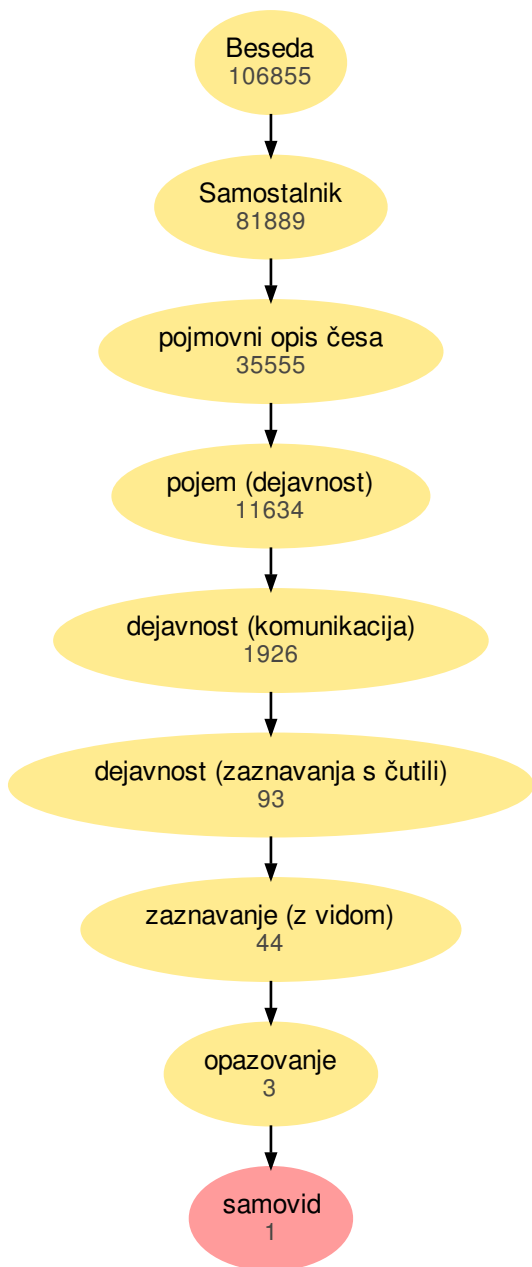 Beseda
106855
Samostalnik
81889
pojmovni opis česa
35555
pojem (dejavnost)
11634
dejavnost (komunikacija)
1926
dejavnost (zaznavanja s čutili)
93
zaznavanje (z vidom)
44
opazovanje
3
samovid
1